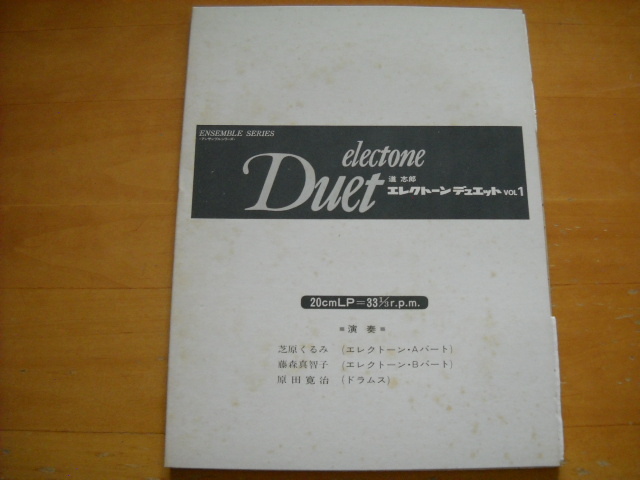 ENSEMBLE SERIES
electone
Duet
道 志郎
エレクトーン デュエット VOL 1
20cmLP=33⅓r.p.m.
演 奏
芝原くるみ (エレクトーン・Aパート)
藤森真智子 (エレクトーン・Bパート)
原田寛治 (ドラムス)